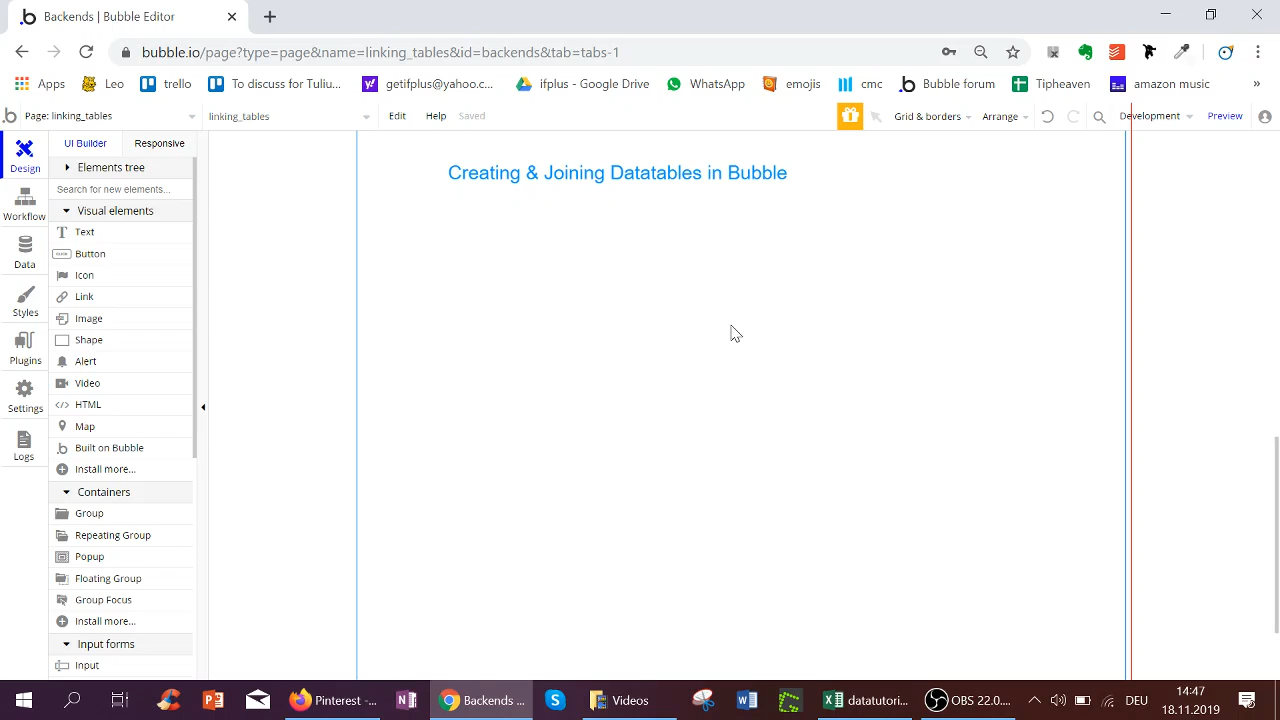 Backends | Bubble Editor
bubble.io/page?type=page&name=linking_tables&id=backends&tab=tabs-1
Apps Leo trello To discuss for Tuliu... getifplus@yahoo.c... ifplus - Google Drive WhatsApp emojis cmc Bubble forum Tipheaven amazon music »
Page: linking_tables linking_tables Edit Help Saved Grid & borders Arrange Development Preview
Design
UI Builder Responsive
Elements tree
Search for new elements...
Workflow
Visual elements
Text
Button
Data
Icon
Link
Styles
Image
Shape
Plugins
Alert
Video
Settings
HTML
Map
Logs
Built on Bubble
Install more...
Containers
Group
Repeating Group
Popup
Floating Group
Group Focus
Install more...
Input forms
Input
Creating & Joining Datatables in Bubble
Pinterest -... Backends ... Videos datatutori... OBS 22.0.... DEU 14:47
18.11.2019